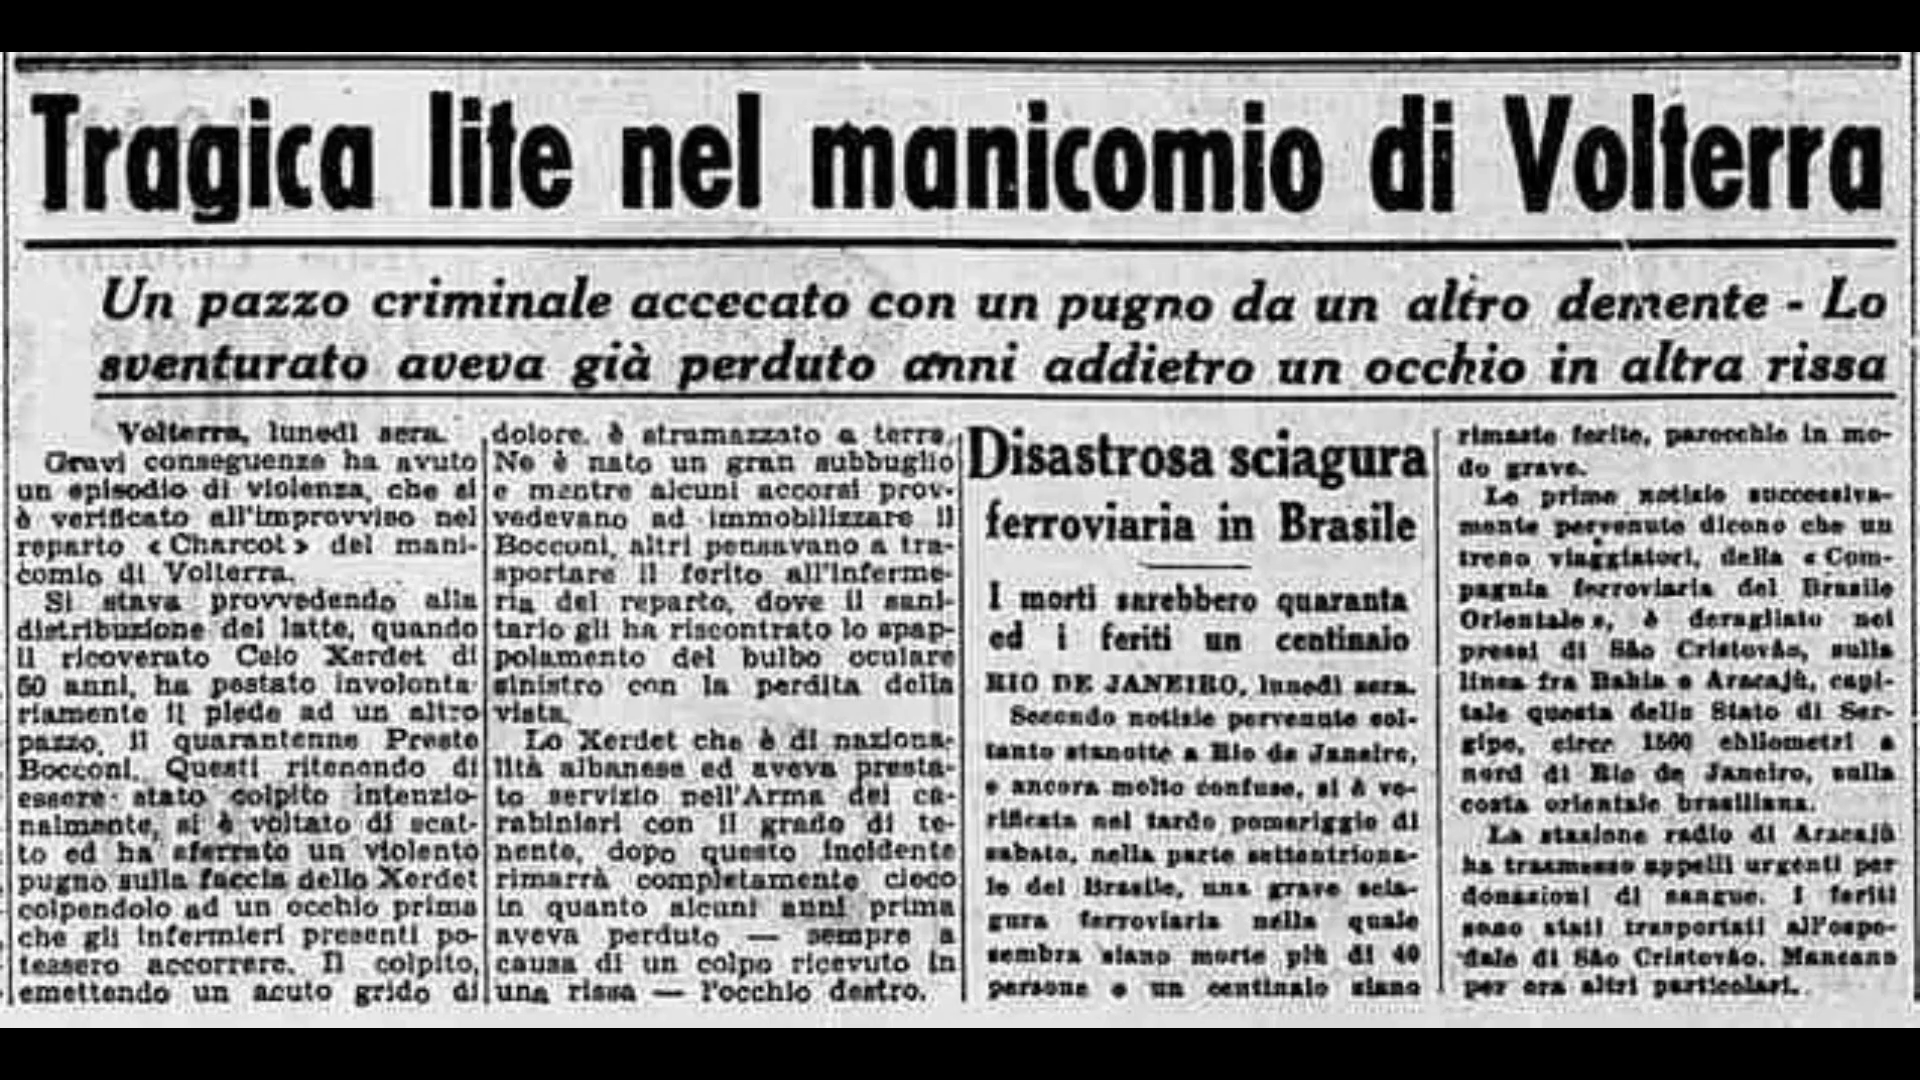 Tragica lite nel manicomio di Volterra
Un pazzo criminale accecato con un pugno da un altro demente - Lo
sventurato aveva già perduto anni addietro un occhio in altra rissa
Volterra, lunedì sera.
Gravi conseguenze ha avuto
un episodio di violenza, che si
è verificato all'improvviso nel
reparto « Charcot » del mani-
comio di Volterra.
Si stava provvedendo alla
distribuzione del latte, quando
il ricoverato Celo Xerdet di
50 anni, ha pestato involonta-
riamente il piede ad un altro
pazzo, il quarantenne Preste
Bocconi. Questi ritenendo di
essere stato colpito intenzio-
nalmente, si è voltato di scat-
to ed ha sferrato un violento
pugno sulla faccia dello Xerdet
colpendolo ad un occhio prima
che gli infermieri presenti po-
tessero accorrere. Il colpito,
emettendo un acuto grido di
dolore, è stramazzato a terra.
Ne è nato un gran subbuglio
e mentre alcuni accorsi prov-
vedevano ad immobilizzare il
Bocconi, altri pensavano a tra-
sportare il ferito all'inferme-
ria del reparto, dove il sani-
tario gli ha riscontrato lo spap-
polamento del bulbo oculare
sinistro con la perdita della
vista.
Lo Xerdet che è di naziona-
lità albanese ed aveva presta-
to servizio nell'Arma dei ca-
rabinieri con il grado di te-
nente, dopo questo incidente
rimarrà completamente cieco
in quanto alcuni anni prima
aveva perduto — sempre a
causa di un colpo ricevuto in
una rissa — l'occhio destro.
Disastrosa sciagura
ferroviaria in Brasile
I morti sarebbero quaranta
ed i feriti un centinaio
RIO DE JANEIRO, lunedì sera.
Secondo notizie pervenute sol-
tanto stanotte a Rio de Janeiro,
e ancora molto confuse, si è ve-
rificata nel tardo pomeriggio di
sabato, nella parte settentriona-
le del Brasile, una grave scia-
gura ferroviaria nella quale
sembra siano morte più di 40
persone e un centinaio siano
rimaste ferite, parecchie in mo-
do grave.
Le prime notizie successiva-
mente pervenute dicono che un
treno viaggiatori, della « Com-
pagnia ferroviaria del Brasile
Orientale », è deragliato nei
pressi di São Cristovão, sulla
linea fra Bahia e Aracajù, capi-
tale questa dello Stato di Ser-
gipe, circa 1500 chilometri a
nord di Rio de Janeiro, sulla
costa orientale brasiliana.
La stazione radio di Aracajù
ha trasmesso appelli urgenti per
donazioni di sangue. I feriti
sono stati trasportati all'ospe-
dale di São Cristovão. Mancano
per ora altri particolari.